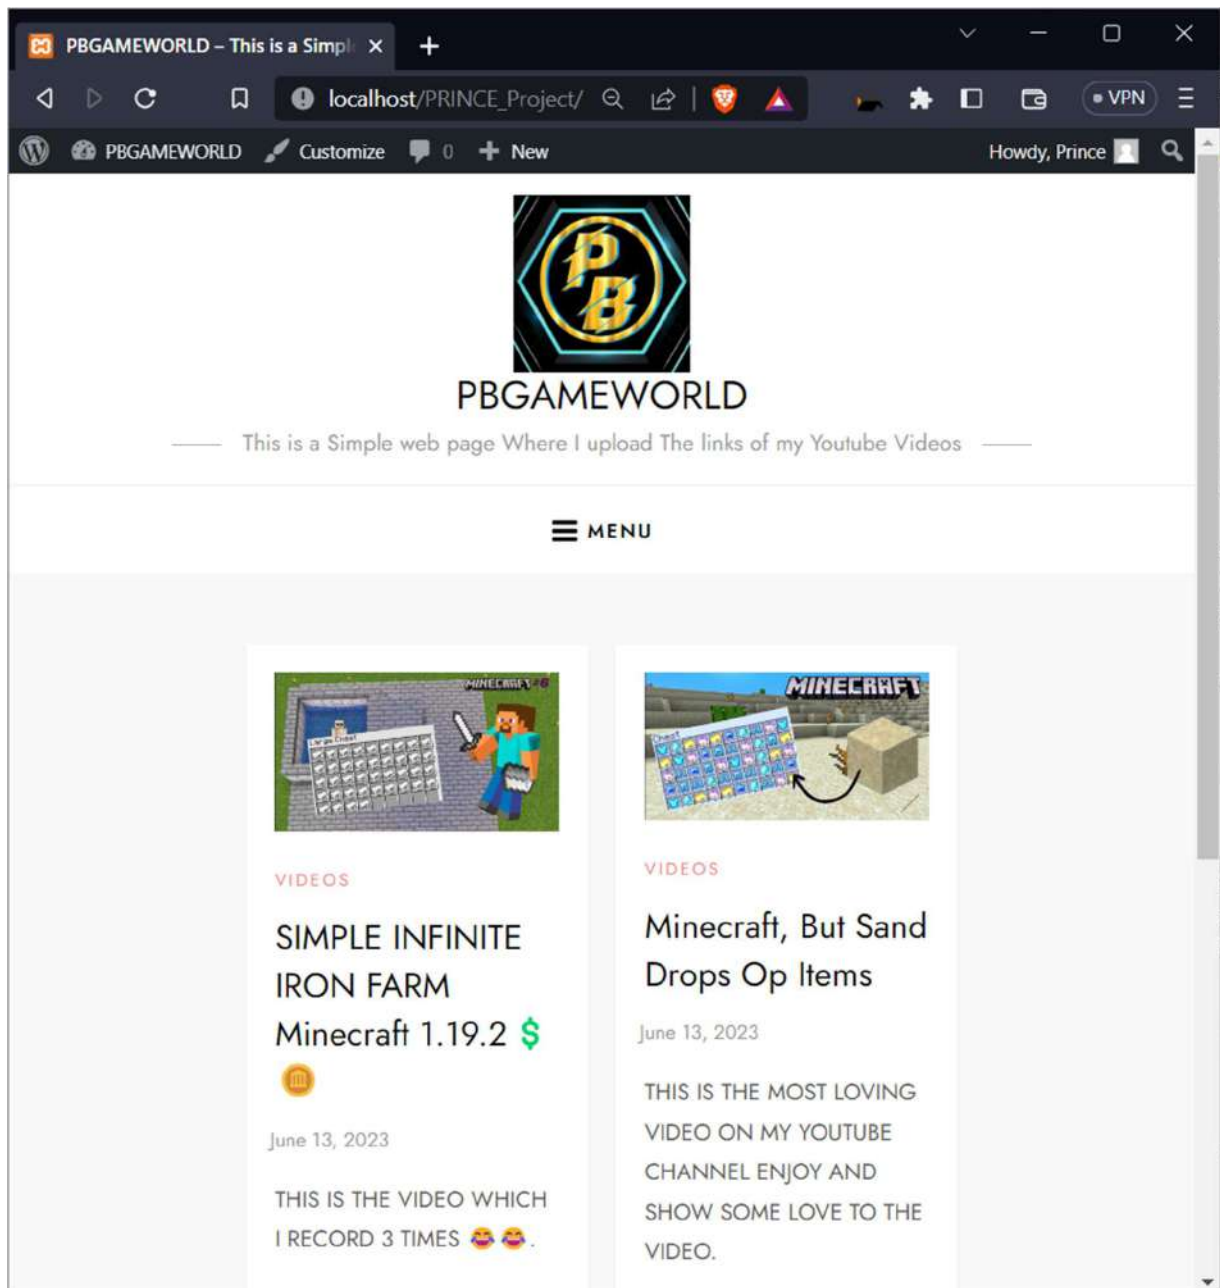 PBGAMEWORLD – This is a Simpl
localhost/PRINCE_Project/
VPN
PBGAMEWORLD Customize 0 New Howdy, Prince
PB
PBGAMEWORLD
This is a Simple web page Where I upload The links of my Youtube Videos
MENU
MINECRAFT #6
Large Chest
VIDEOS
SIMPLE INFINITE
IRON FARM
Minecraft 1.19.2 $
June 13, 2023
THIS IS THE VIDEO WHICH
I RECORD 3 TIMES 😂 😂 .
MINECRAFT
Chest
VIDEOS
Minecraft, But Sand
Drops Op Items
June 13, 2023
THIS IS THE MOST LOVING
VIDEO ON MY YOUTUBE
CHANNEL ENJOY AND
SHOW SOME LOVE TO THE
VIDEO.